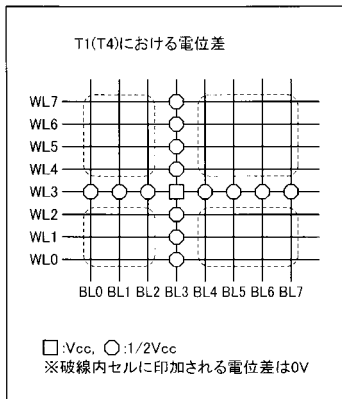 T1(T4)における電位差
WL7
WL6
WL5
WL4
WL3
WL2
WL1
WL0
BL0 BL1 BL2 BL3 BL4 BL5 BL6 BL7
□:Vcc, ○:1/2Vcc
※破線内セルに印加される電位差は0V